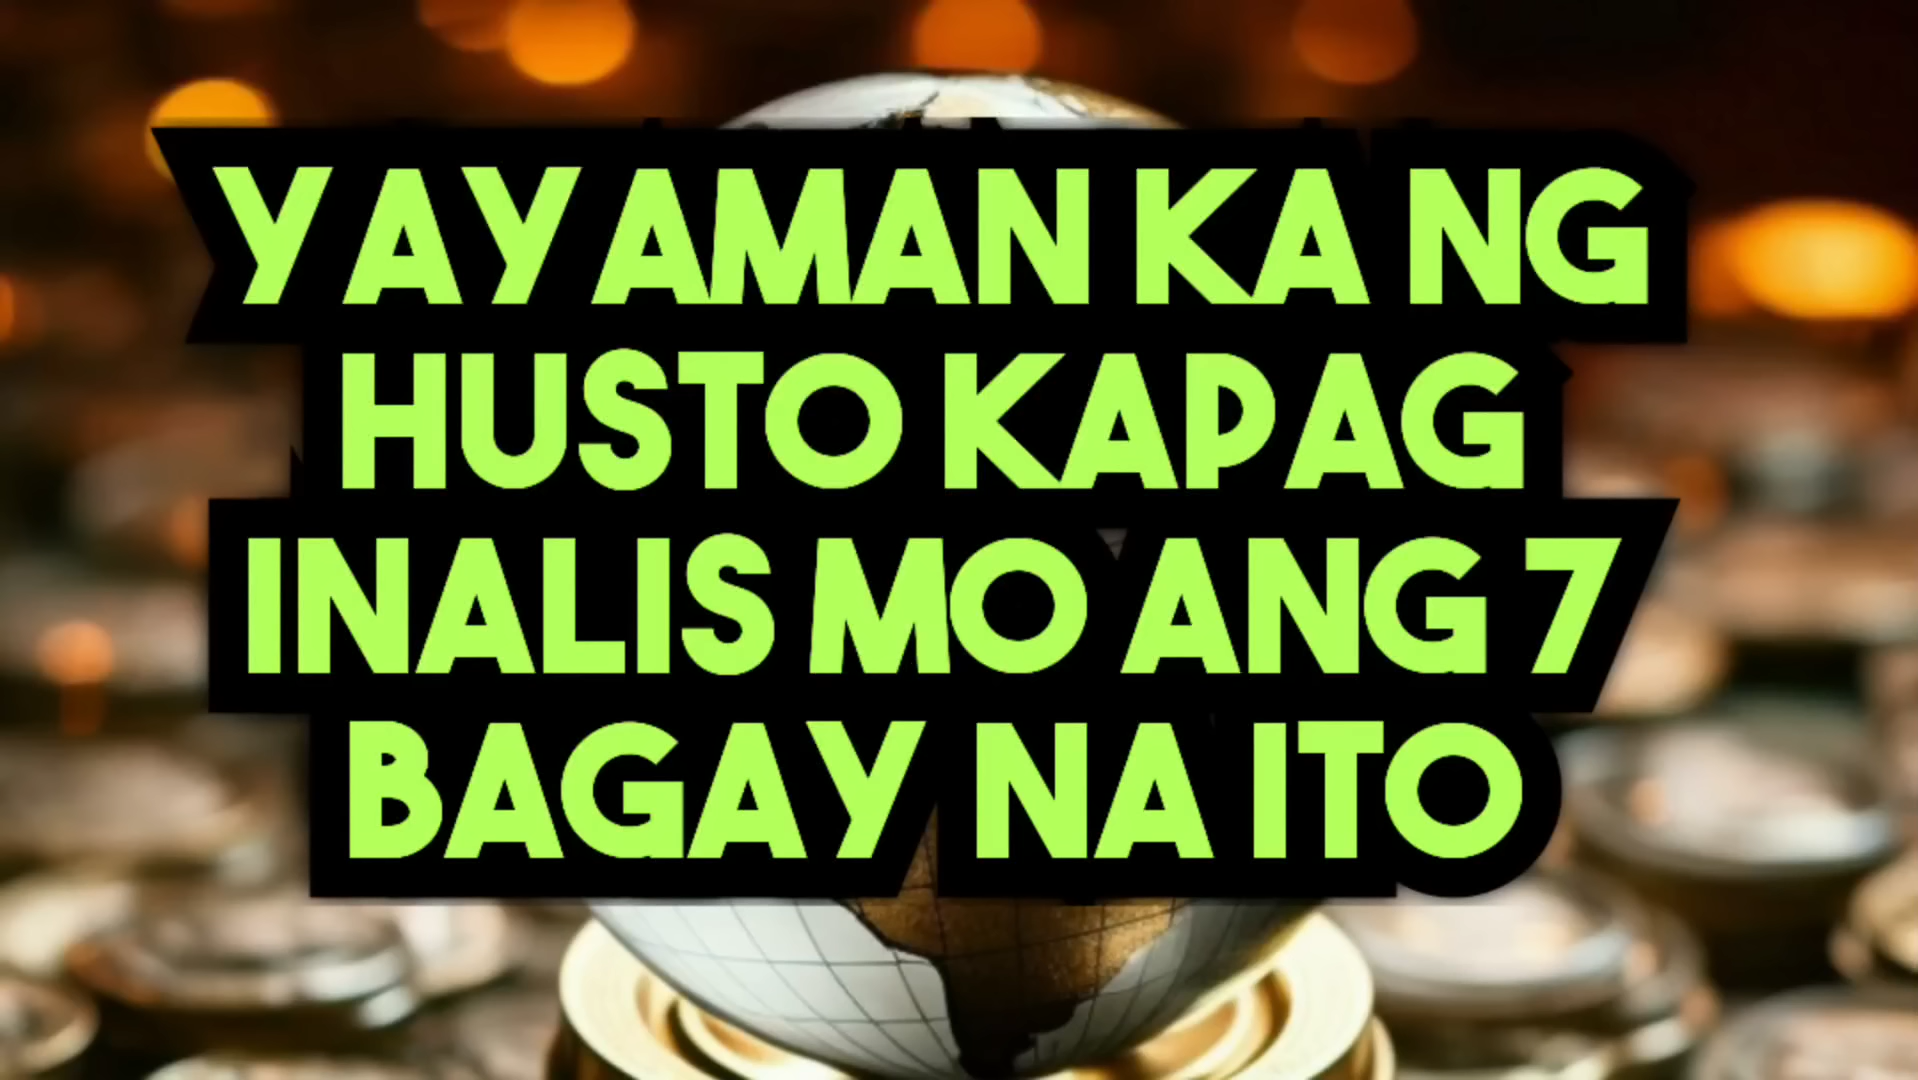 YAYAMAN KA NG
HUSTO KAPAG
INALIS MO ANG 7
BAGAY NA ITO